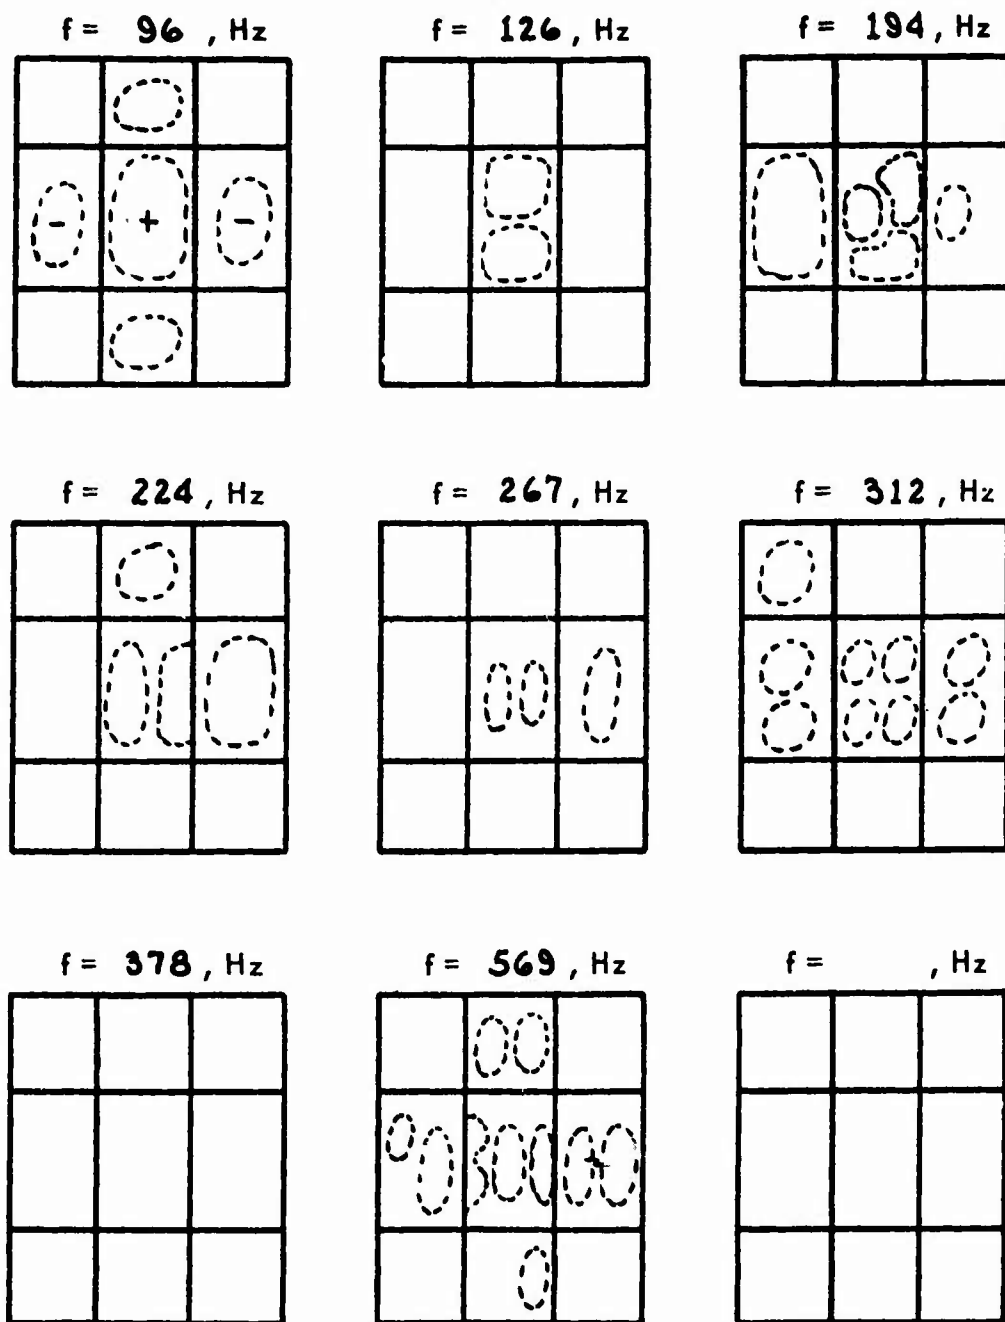 f = 96 , Hz
f = 126 , Hz
f = 194 , Hz
- + -
f = 224 , Hz
f = 267 , Hz
f = 312 , Hz
f = 378 , Hz
f = 569 , Hz
f = , Hz